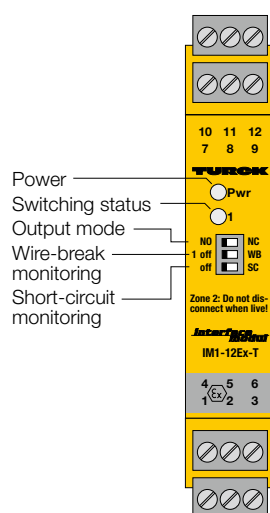 10 11 12
7 8 9
TURCK
Power
Pwr
Switching status
1
Output mode
NO NC
Wire-break
monitoring
1 off WB
Short-circuit
monitoring
off SC
Zone 2: Do not dis-
connect when live!
Interface
Modul
IM1-12Ex-T
4 5 6
Ex
1 2 3